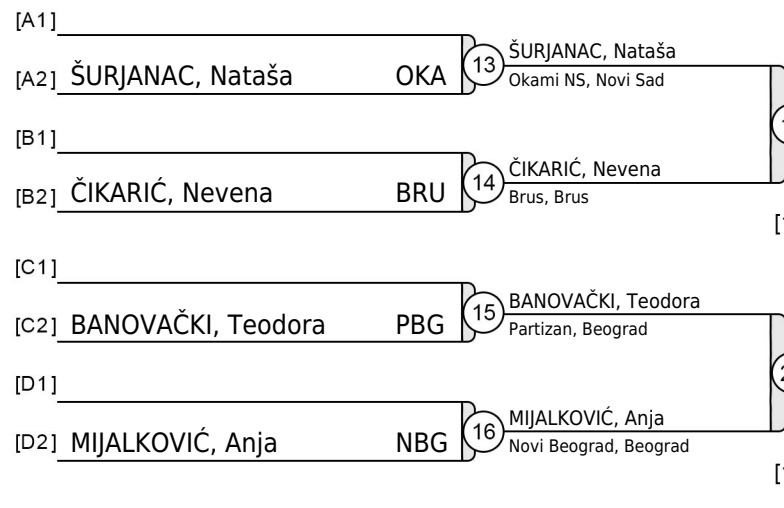 [A1]
[A2] ŠURJANAC, Nataša OKA
13
ŠURJANAC, Nataša
Okami NS, Novi Sad
[B1]
[B2] ČIKARIĆ, Nevena BRU
14
ČIKARIĆ, Nevena
Brus, Brus
[C1]
[C2] BANOVAČKI, Teodora PBG
15
BANOVAČKI, Teodora
Partizan, Beograd
[D1]
[D2] MIJALKOVIĆ, Anja NBG
16
MIJALKOVIĆ, Anja
Novi Beograd, Beograd